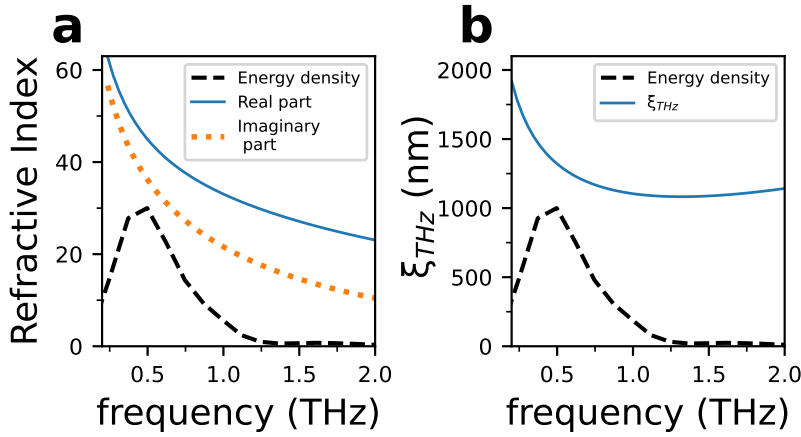 a
Refractive Index
60
40
20
0
Energy density
Real part
Imaginary
part
0.5
1.0
1.5
2.0
frequency (THz)
b
ξTHz (nm)
2000
1500
1000
500
0
Energy density
ξTHz
0.5
1.0
1.5
2.0
frequency (THz)